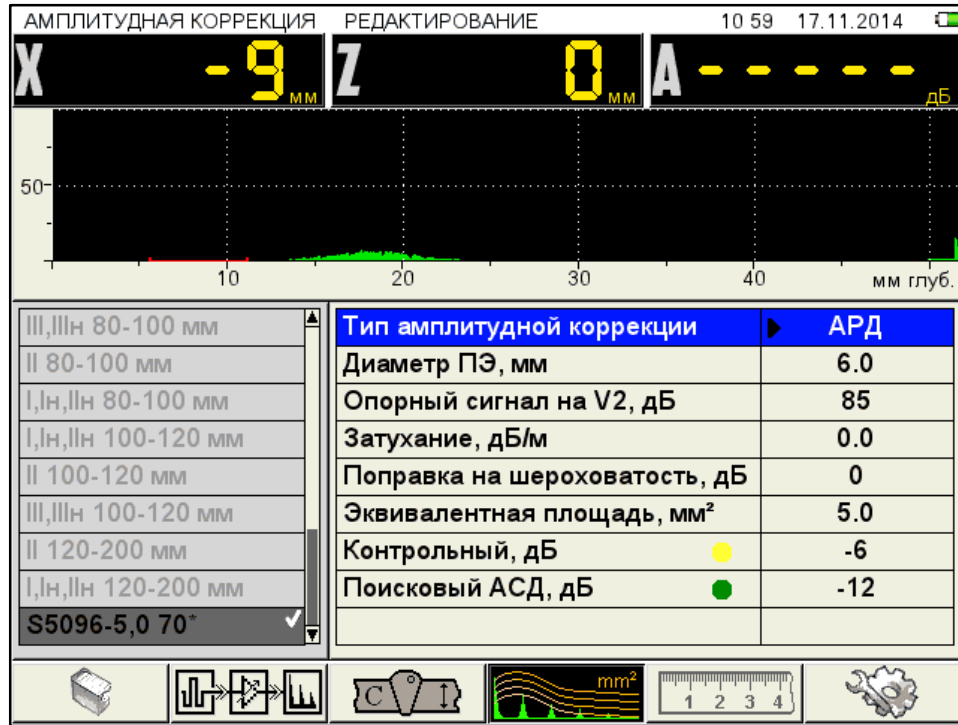 АМПЛИТУДНАЯ КОРРЕКЦИЯ РЕДАКТИРОВАНИЕ 10 59 17.11.2014
X -9 мм Z 0 мм A - - - - - дБ
50
10 20 30 40 мм глуб.
III,IIIн 80-100 мм
II 80-100 мм
I,Iн,IIн 80-100 мм
I,Iн,IIн 100-120 мм
II 100-120 мм
III,IIIн 100-120 мм
II 120-200 мм
I,Iн,IIн 120-200 мм
S5096-5,0 70°
Тип амплитудной коррекции АРД
Диаметр ПЭ, мм 6.0
Опорный сигнал на V2, дБ 85
Затухание, дБ/м 0.0
Поправка на шероховатость, дБ 0
Эквивалентная площадь, мм² 5.0
Контрольный, дБ -6
Поисковый АСД, дБ -12
C mm² 1 2 3 4